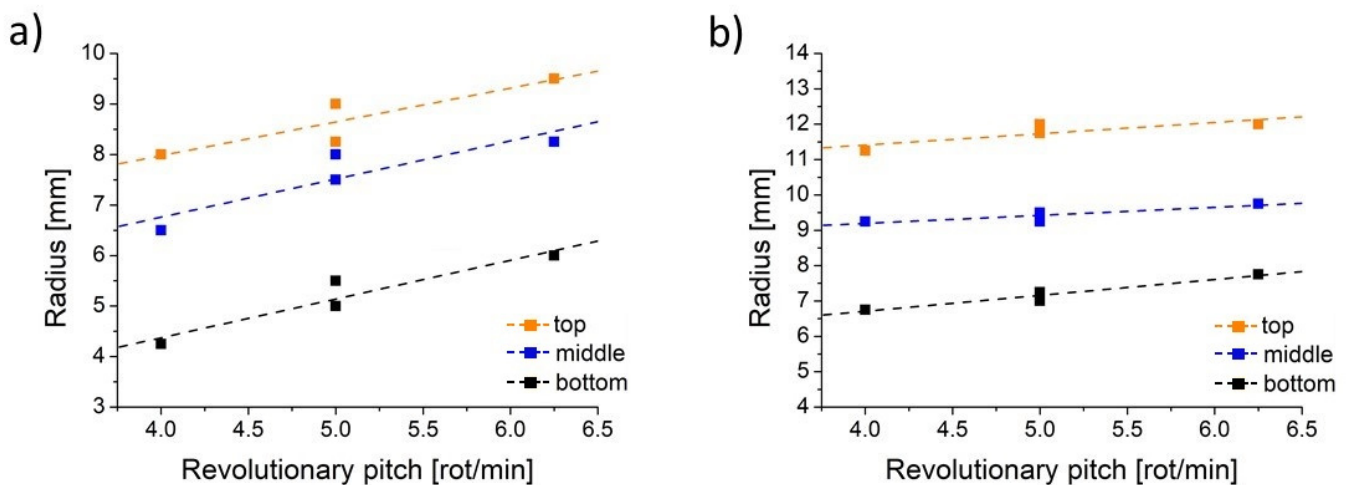 a)
10
9
8
7
6
5
4
3
Radius [mm]
top
middle
bottom
4.0 4.5 5.0 5.5 6.0 6.5
Revolutionary pitch [rot/min]
b)
14
13
12
11
10
9
8
7
6
5
4
Radius [mm]
top
middle
bottom
4.0 4.5 5.0 5.5 6.0 6.5
Revolutionary pitch [rot/min]